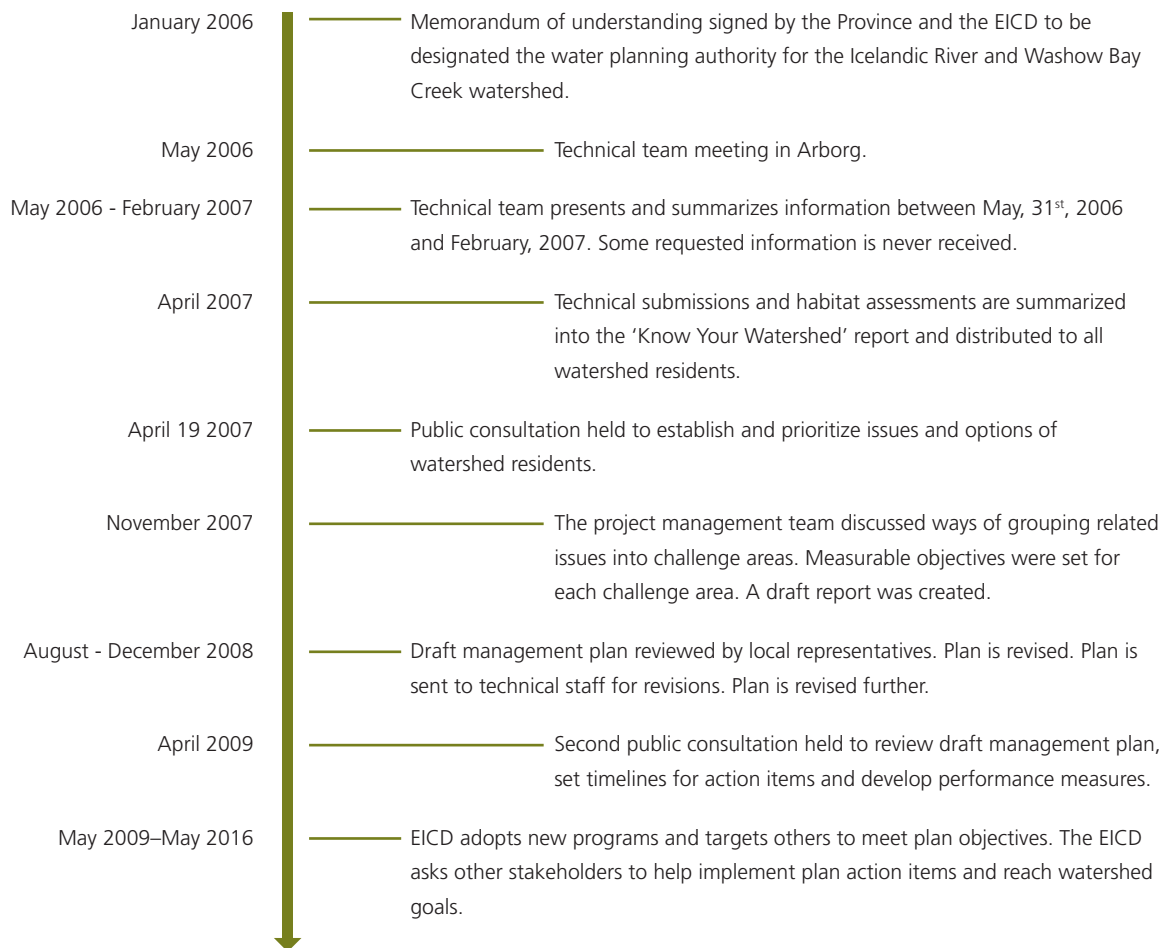 January 2006
Memorandum of understanding signed by the Province and the EICD to be
designated the water planning authority for the Icelandic River and Washow Bay
Creek watershed.
May 2006
Technical team meeting in Arborg.
May 2006 - February 2007
Technical team presents and summarizes information between May, 31st, 2006
and February, 2007. Some requested information is never received.
April 2007
Technical submissions and habitat assessments are summarized
into the ‘Know Your Watershed’ report and distributed to all
watershed residents.
April 19 2007
Public consultation held to establish and prioritize issues and options of
watershed residents.
November 2007
The project management team discussed ways of grouping related
issues into challenge areas. Measurable objectives were set for
each challenge area. A draft report was created.
August - December 2008
Draft management plan reviewed by local representatives. Plan is revised. Plan is
sent to technical staff for revisions. Plan is revised further.
April 2009
Second public consultation held to review draft management plan,
set timelines for action items and develop performance measures.
May 2009–May 2016
EICD adopts new programs and targets others to meet plan objectives. The EICD
asks other stakeholders to help implement plan action items and reach watershed
goals.